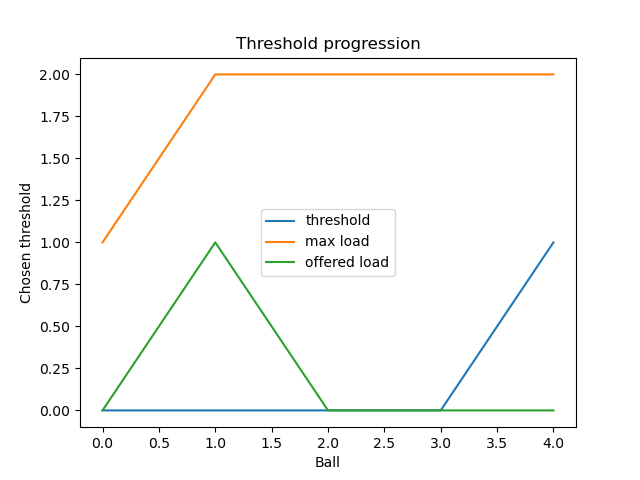 Threshold progression
Chosen threshold
2.00
1.75
1.50
1.25
1.00
0.75
0.50
0.25
0.00
threshold
max load
offered load
0.0 0.5 1.0 1.5 2.0 2.5 3.0 3.5 4.0
Ball